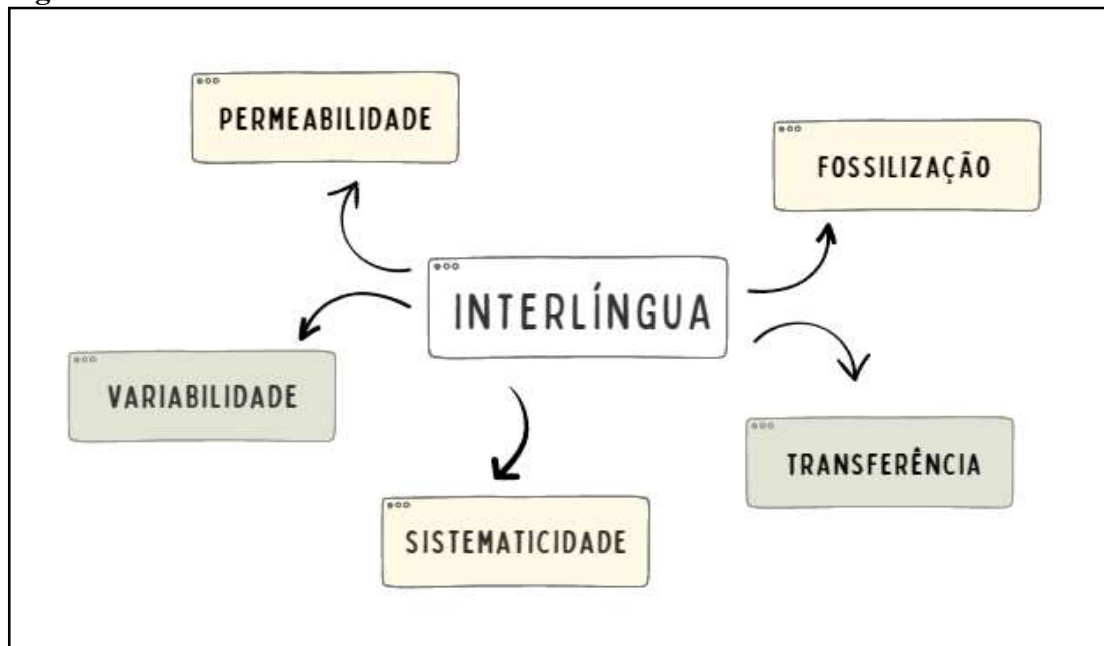 PERMEABILIDADE
FOSSILIZAÇÃO
INTERLÍNGUA
VARIABILIDADE
TRANSFERÊNCIA
SISTEMATICIDADE